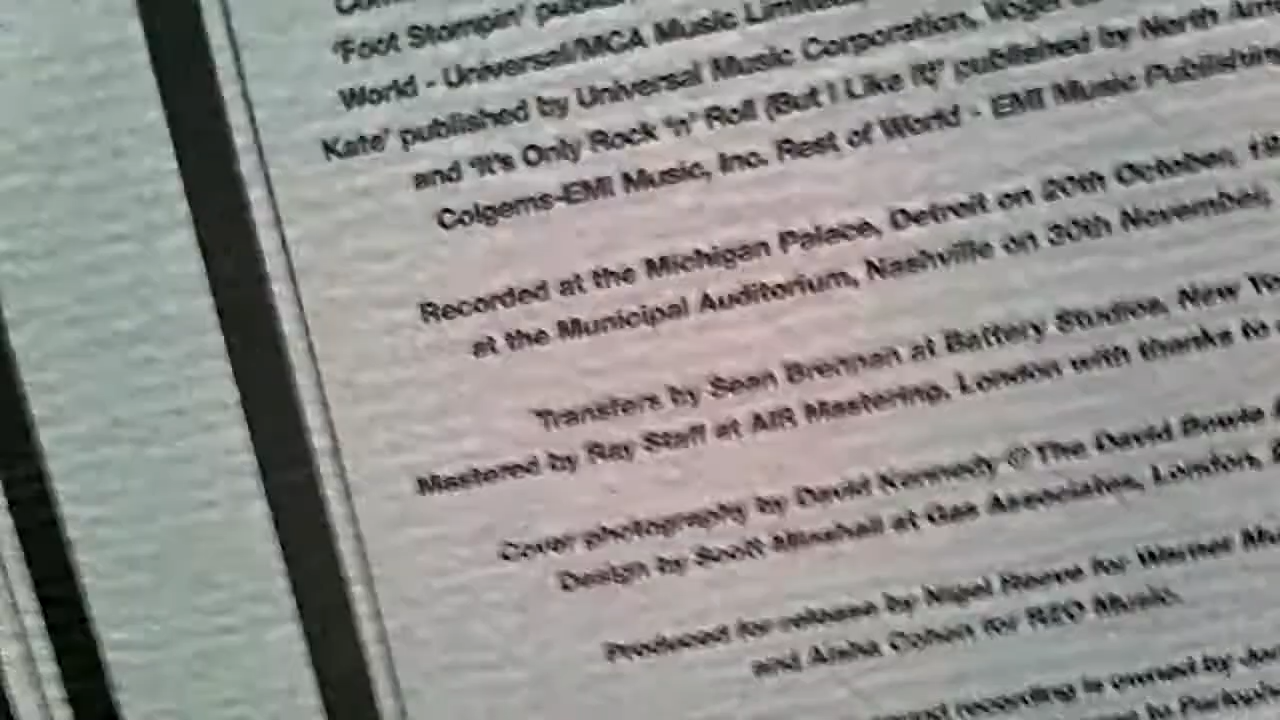 'Foot Stompin'
World - Universal/MCA Music Limited,
Kate' published by Universal Music Corporation,
and 'It's Only Rock 'n' Roll (But I Like It)' published by North
Colgems-EMI Music, Inc. Rest of World - EMI Music Publishing
Recorded at the Michigan Palace, Detroit on 20th October,
at the Municipal Auditorium, Nashville on 30th November,
Transfers by Sean Brennan at Battery Studios, New
Mastered by Ray Staff at AIR Mastering, London with thanks to
Cover photography by David Kennedy © The David Bowie
Design by Scott Minshall at Gas Associates, London,
Produced for release by Nigel Reeve for Warner
and Aisha Cohen for RZO Music.
recording is owned by